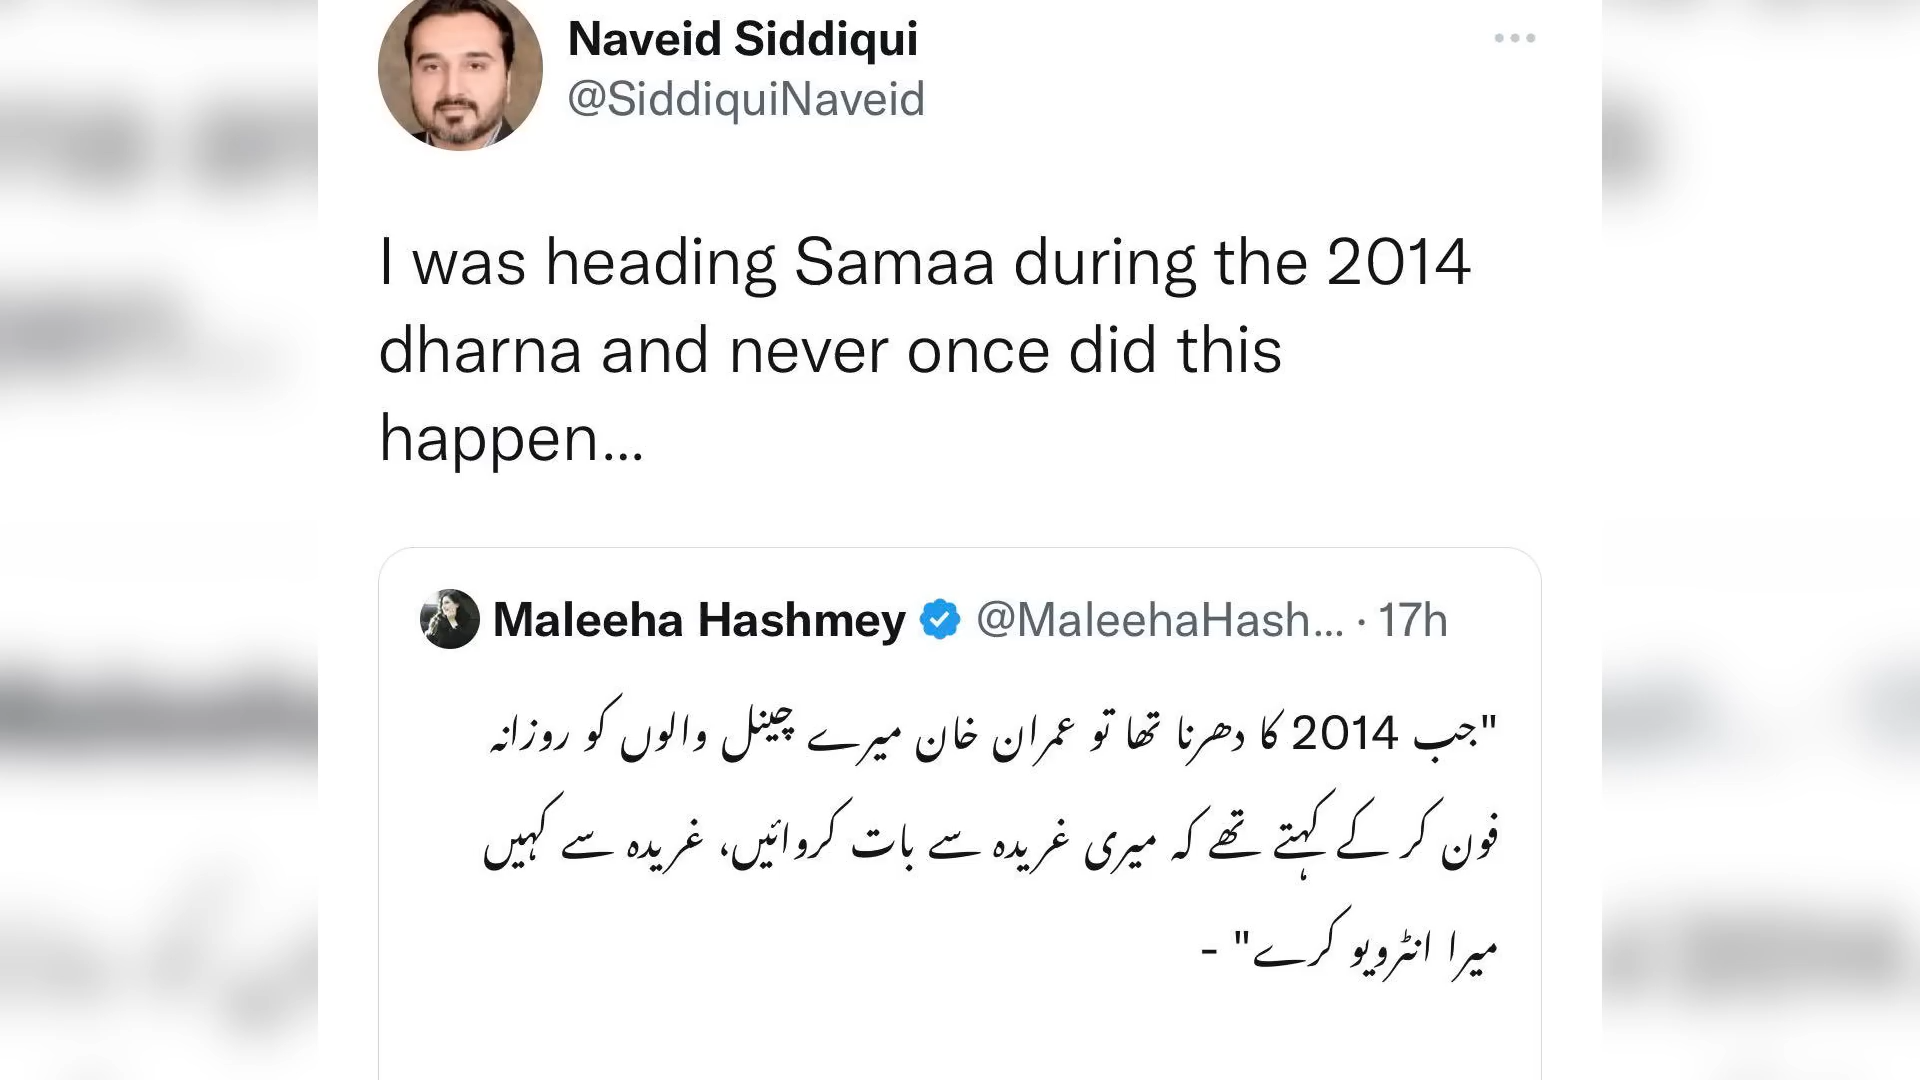 Naveid Siddiqui
@SiddiquiNaveid
I was heading Samaa during the 2014
dharna and never once did this
happen...
Maleeha Hashmey @MaleehaHash... · 17h
"جب 2014 کا دھرنا تھا تو عمران خان میرے چینل والوں کو روزانہ
فون کر کے کہتے تھے کہ میری غریدہ سے بات کروائیں، غریدہ سے کہیں
میرا انٹرویو کرے" -